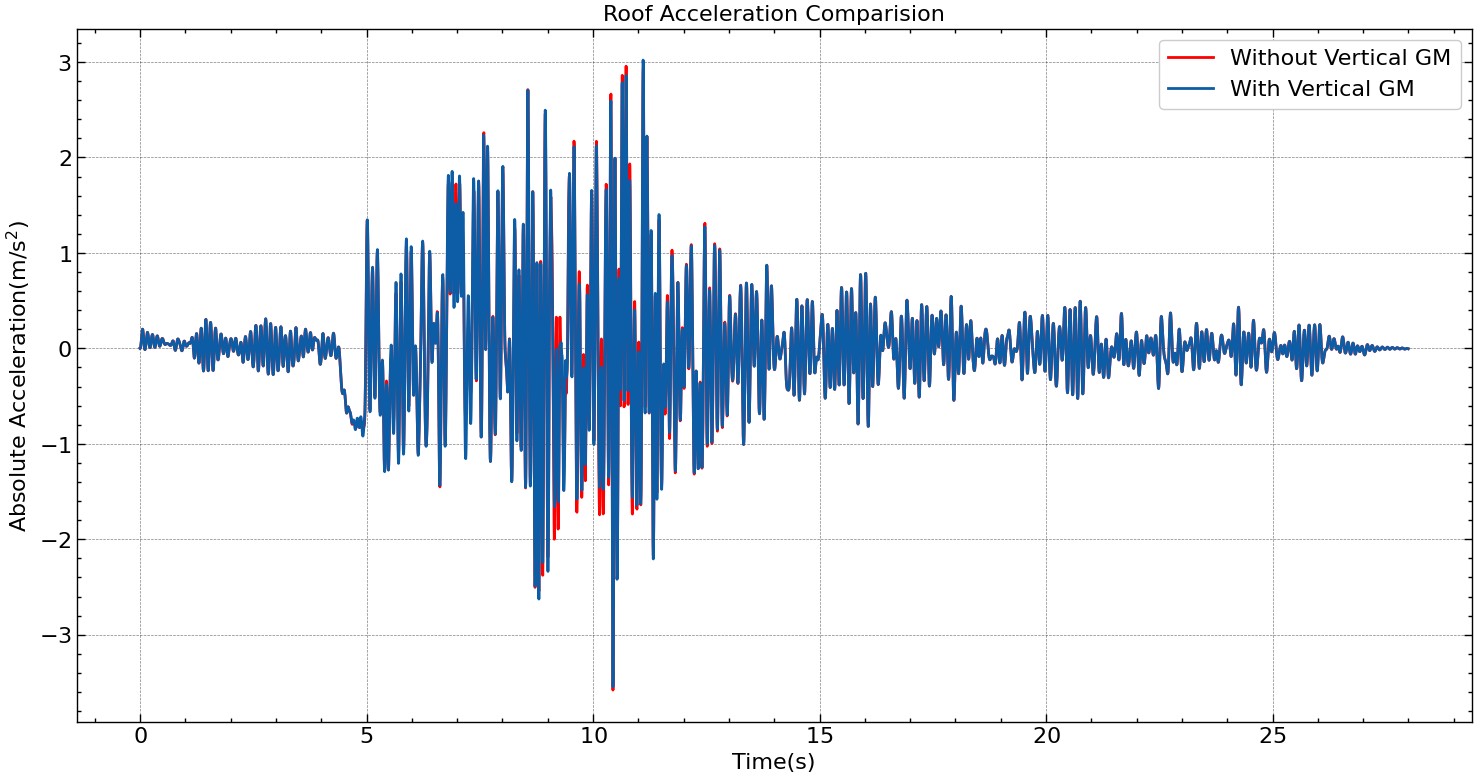 Roof Acceleration Comparision
Without Vertical GM
With Vertical GM
Absolute Acceleration(m/s²)
3
2
1
0
−1
−2
−3
0 5 10 15 20 25
Time(s)